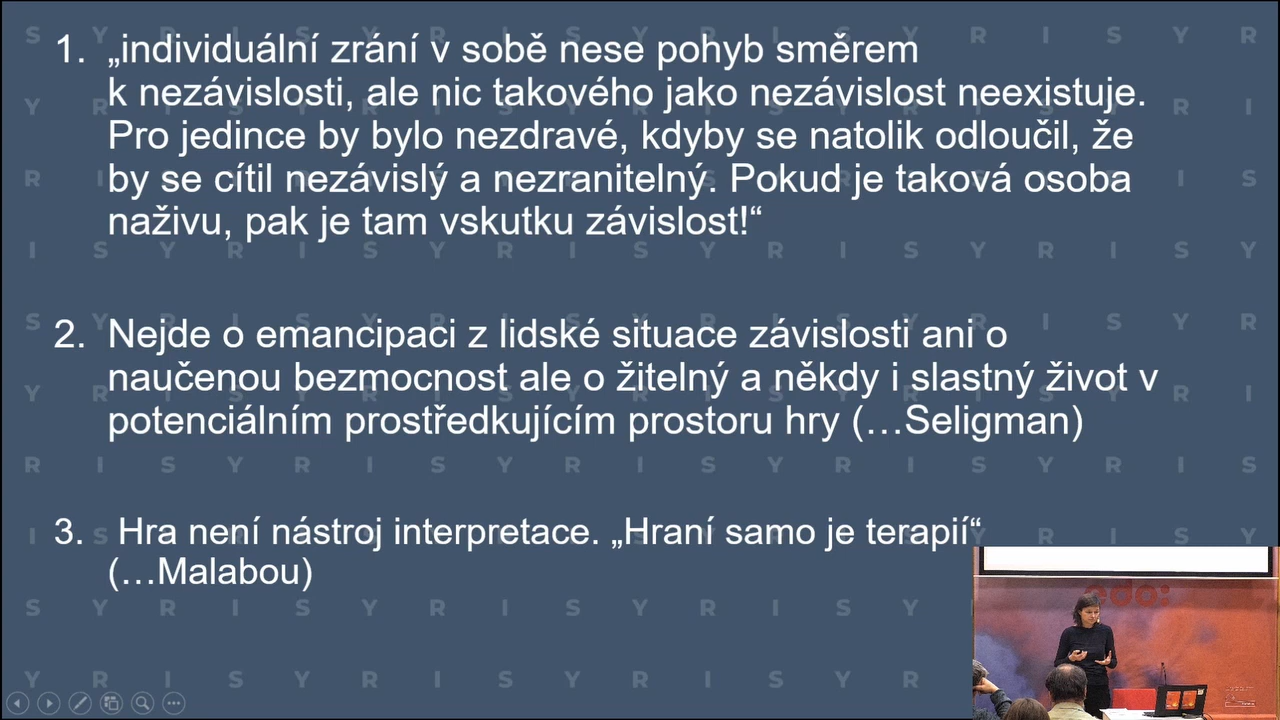 1. „individuální zrání v sobě nese pohyb směrem
k nezávislosti, ale nic takového jako nezávislost neexistuje.
Pro jedince by bylo nezdravé, kdyby se natolik odloučil, že
by se cítil nezávislý a nezranitelný. Pokud je taková osoba
naživu, pak je tam vskutku závislost!“
2. Nejde o emancipaci z lidské situace závislosti ani o
naučenou bezmocnost ale o žitelný a někdy i slastný život v
potenciálním prostředkujícím prostoru hry (…Seligman)
3. Hra není nástroj interpretace. „Hraní samo je terapií“
(…Malabou)